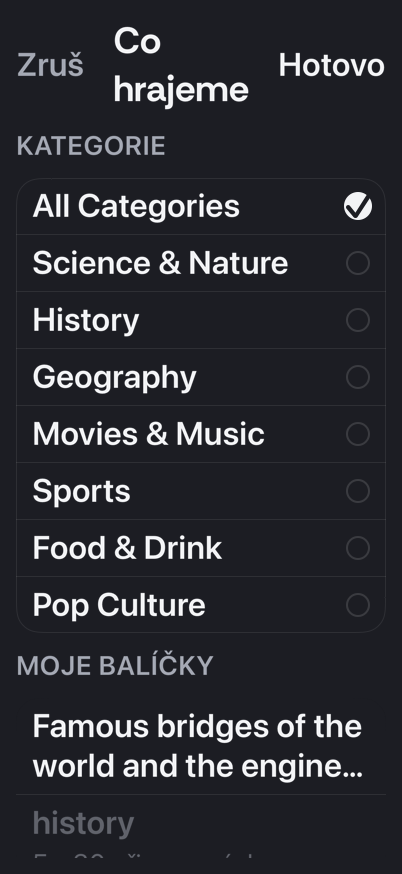 Zruš
Co
hrajeme
Hotovo
KATEGORIE
All Categories
Science & Nature
History
Geography
Movies & Music
Sports
Food & Drink
Pop Culture
MOJE BALÍČKY
Famous bridges of the
world and the engine...
history